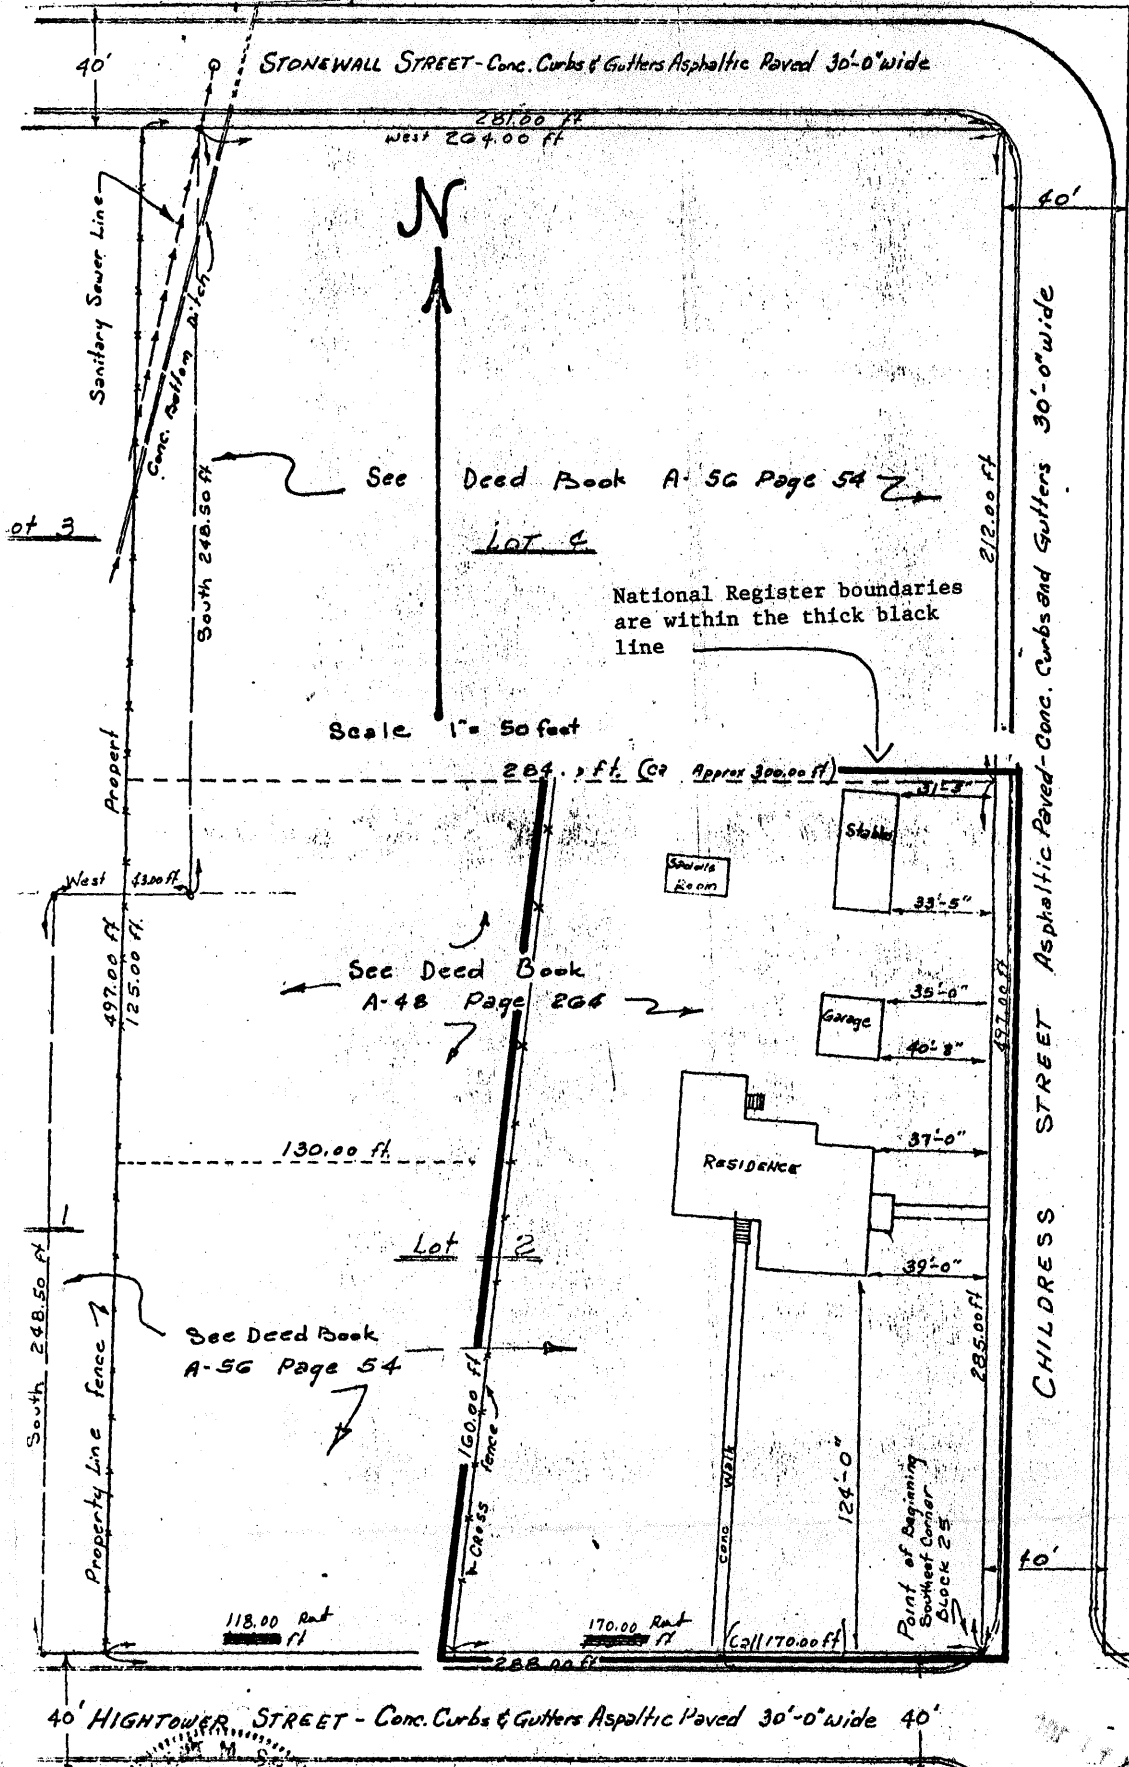 40'
STONEWALL STREET - Conc. Curbs & Gutters Asphaltic Paved 30'-0" wide
281.00 ft
West 264.00 ft
N
40'
Sanitary Sewer Line
Conc. Bottom Ditch
South 248.50 ft
See Deed Book A-56 Page 54
212.00 ft
ot 3
Lot 4
National Register boundaries
are within the thick black
line
Scale 1"= 50 feet
Propert
284. ft. (ca Approx 300.00 ft)
31'-3"
Stable
Saddle
Room
West 43.00 ft
33'-5"
497.00 ft
125.00 ft.
See Deed Book
A-48 Page 264
35'-0"
Garage
40'-8"
497.00 ft
CHILDRESS STREET Asphaltic Paved-Conc. Curbs and Gutters 30'-0" wide
130.00 ft.
37'-0"
RESIDENCE
1
Lot 2
39'-0"
South 248.50 ft
285.00 ft
See Deed Book
A-56 Page 54
Property Line fence
160.00 ft
fence
CROSS
conc Walk
124'-0"
Point of Beginning
Southeast Corner
BLOCK 25
40'
118.00
ft
170.00
ft
(Call 170.00 ft)
288.00 ft
40' HIGHTOWER STREET - Conc. Curbs & Gutters Aspaltic Paved 30'-0" wide 40'